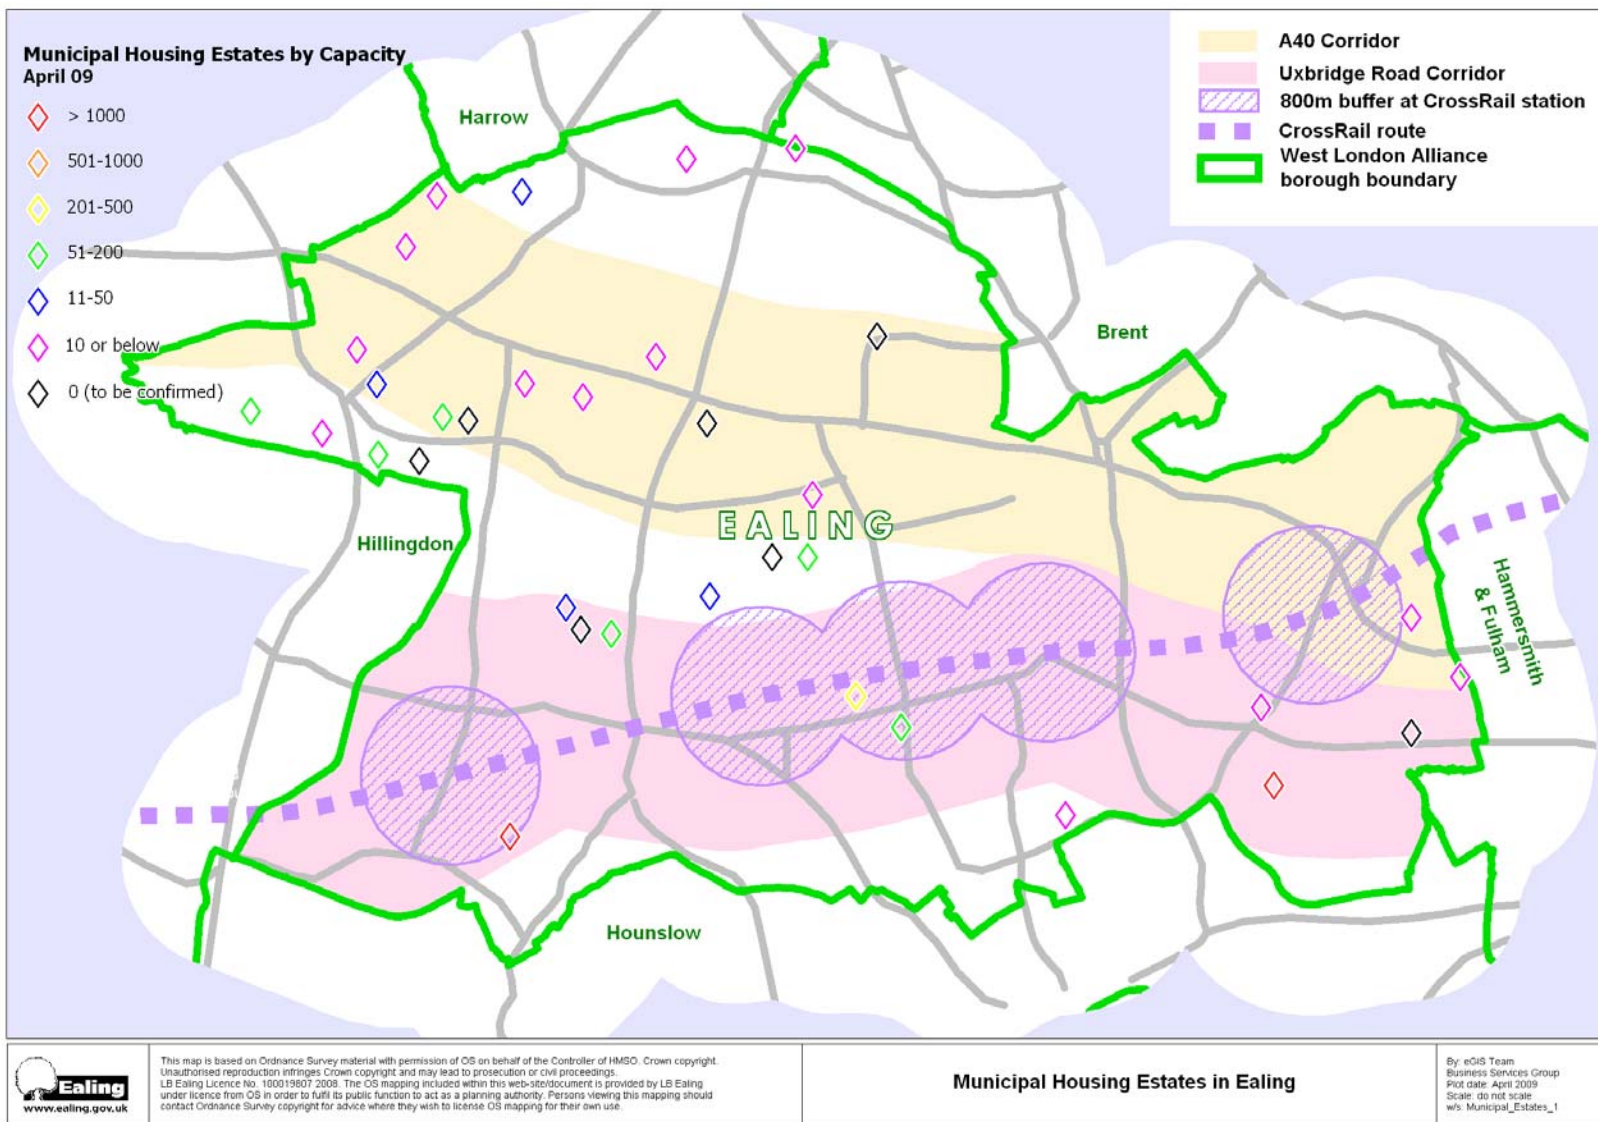 Municipal Housing Estates by Capacity
April 09
> 1000
501-1000
201-500
51-200
11-50
10 or below
0 (to be confirmed)
A40 Corridor
Uxbridge Road Corridor
800m buffer at CrossRail station
CrossRail route
West London Alliance
borough boundary
Harrow
Brent
EALING
Hillingdon
Hammersmith
& Fulham
Hounslow
Ealing
www.ealing.gov.uk
This map is based on Ordnance Survey material with permission of OS on behalf of the Controller of HMSO. Crown copyright.
Unauthorised reproduction infringes Crown copyright and may lead to prosecution or civil proceedings.
LB Ealing Licence No. 100019807 2008. The OS mapping included within this web-site/document is provided by LB Ealing
under licence from OS in order to fulfil its public function to act as a planning authority. Persons viewing this mapping should
contact Ordnance Survey copyright for advice where they wish to license OS mapping for their own use.
Municipal Housing Estates in Ealing
By: eGIS Team
Business Services Group
Plot date: April 2009
Scale: do not scale
w/s: Municipal_Estates_1